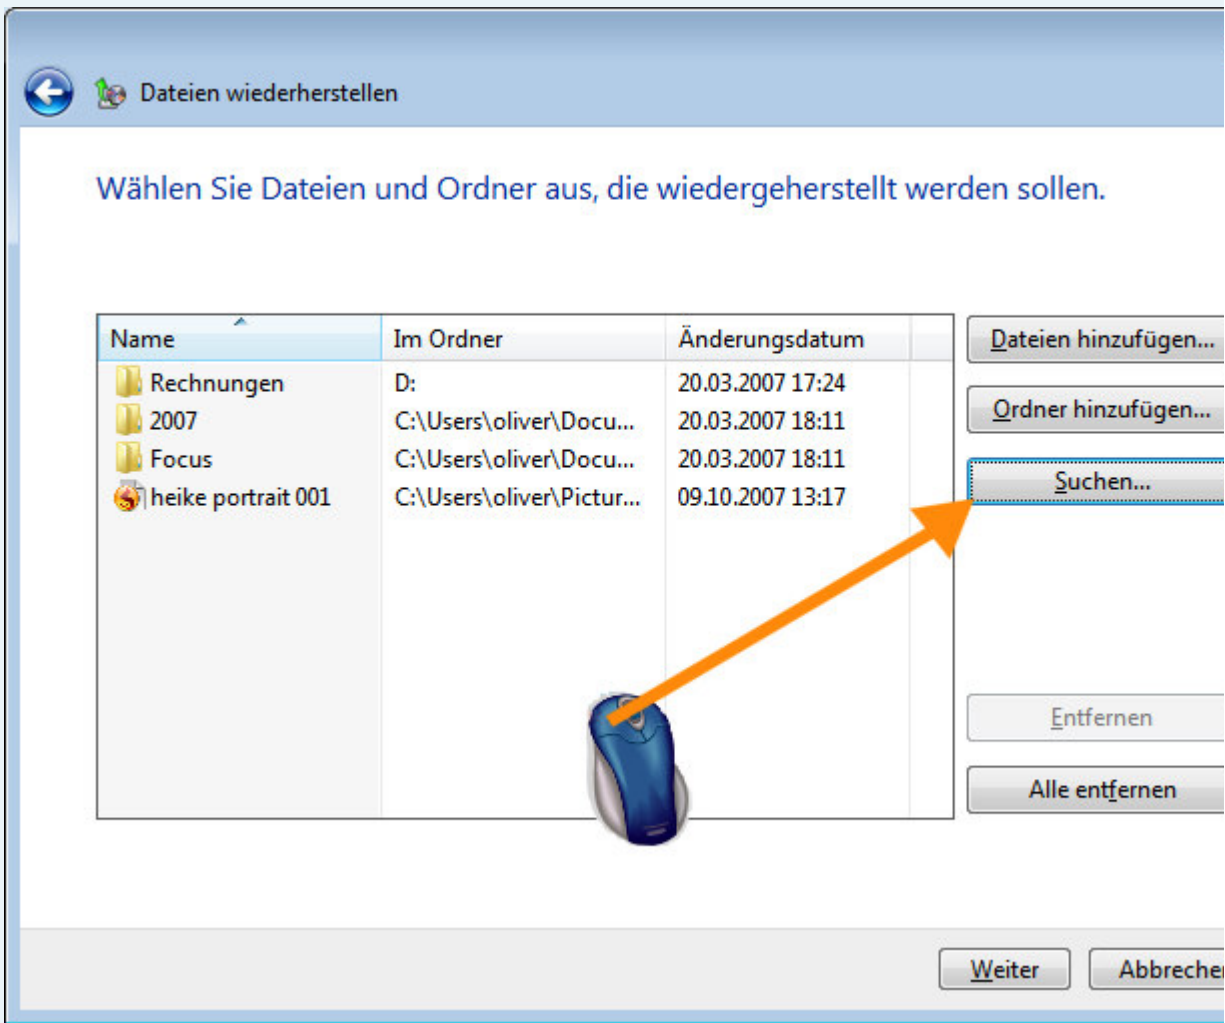 Dateien wiederherstellen
Wählen Sie Dateien und Ordner aus, die wiedergeherstellt werden sollen.
Name Im Ordner Änderungsdatum
Rechnungen D: 20.03.2007 17:24
2007 C:\Users\oliver\Docu... 20.03.2007 18:11
Focus C:\Users\oliver\Docu... 20.03.2007 18:11
heike portrait 001 C:\Users\oliver\Pictur... 09.10.2007 13:17
Dateien hinzufügen...
Ordner hinzufügen...
Suchen...
Entfernen
Alle entfernen
Weiter Abbrechen